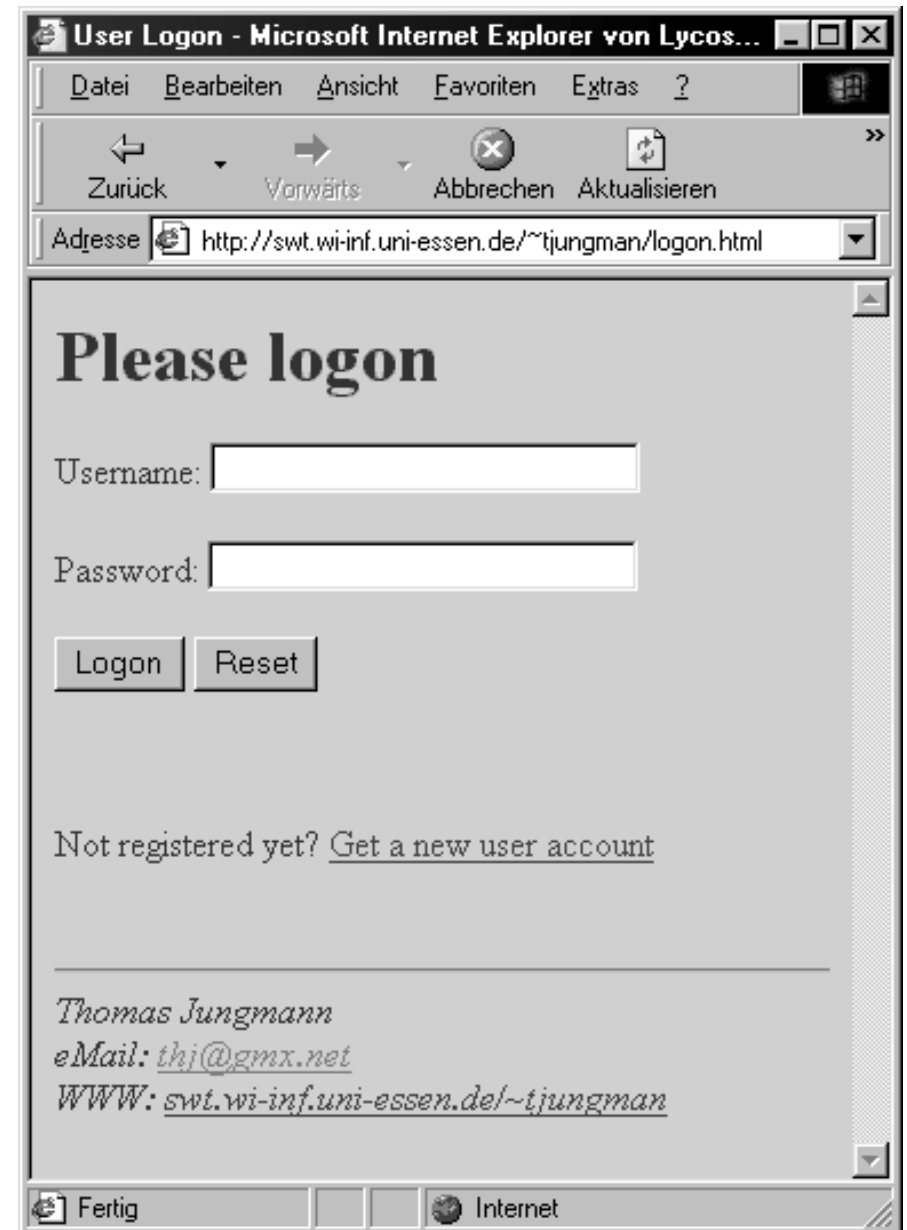 User Logon - Microsoft Internet Explorer von Lycos...
Datei Bearbeiten Ansicht Favoriten Extras ?
Zurück Vorwärts Abbrechen Aktualisieren »
Adresse http://swt.wi-inf.uni-essen.de/~tjungman/logon.html
Please logon
Username:
Password:
Logon Reset
Not registered yet? Get a new user account
Thomas Jungmann
eMail: thj@gmx.net
WWW: swt.wi-inf.uni-essen.de/~tjungman
Fertig Internet